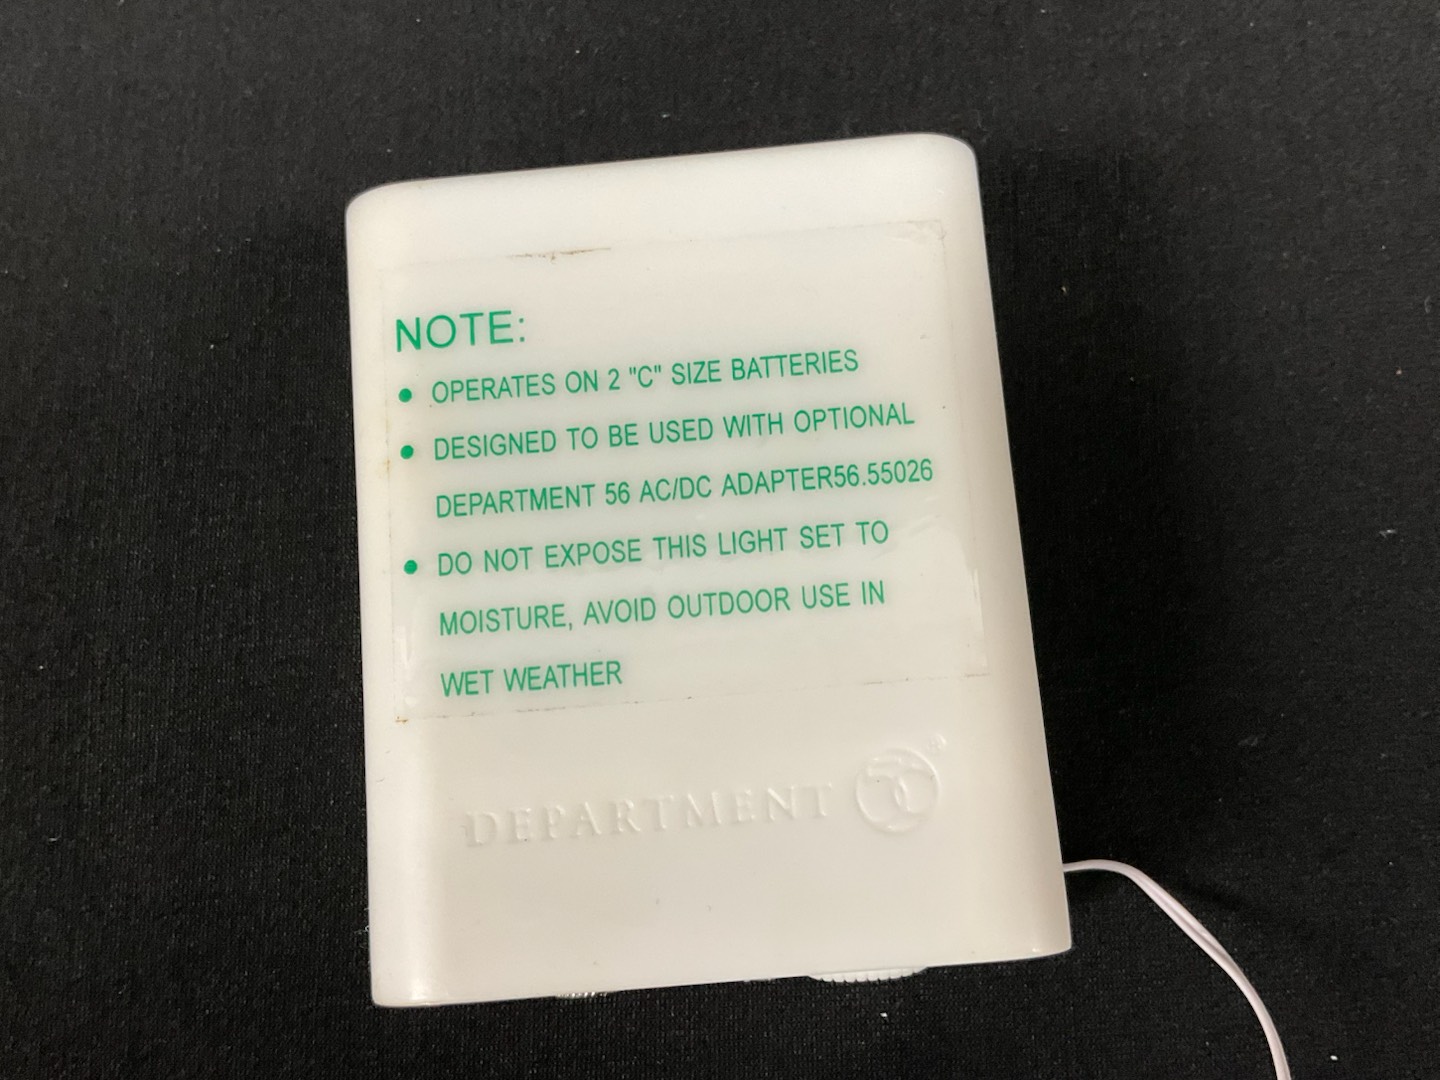 NOTE:
• OPERATES ON 2 "C" SIZE BATTERIES
• DESIGNED TO BE USED WITH OPTIONAL
DEPARTMENT 56 AC/DC ADAPTER56.55026
• DO NOT EXPOSE THIS LIGHT SET TO
MOISTURE, AVOID OUTDOOR USE IN
WET WEATHER
DEPARTMENT 56®